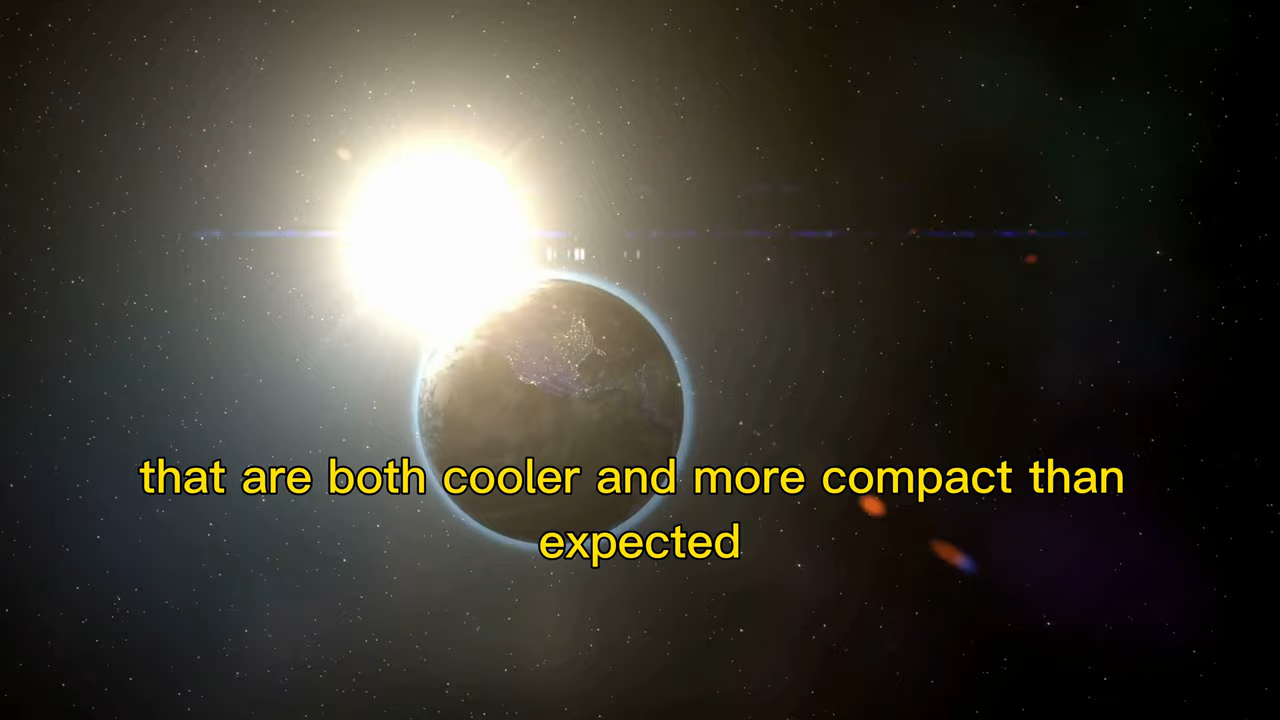 that are both cooler and more compact than
expected